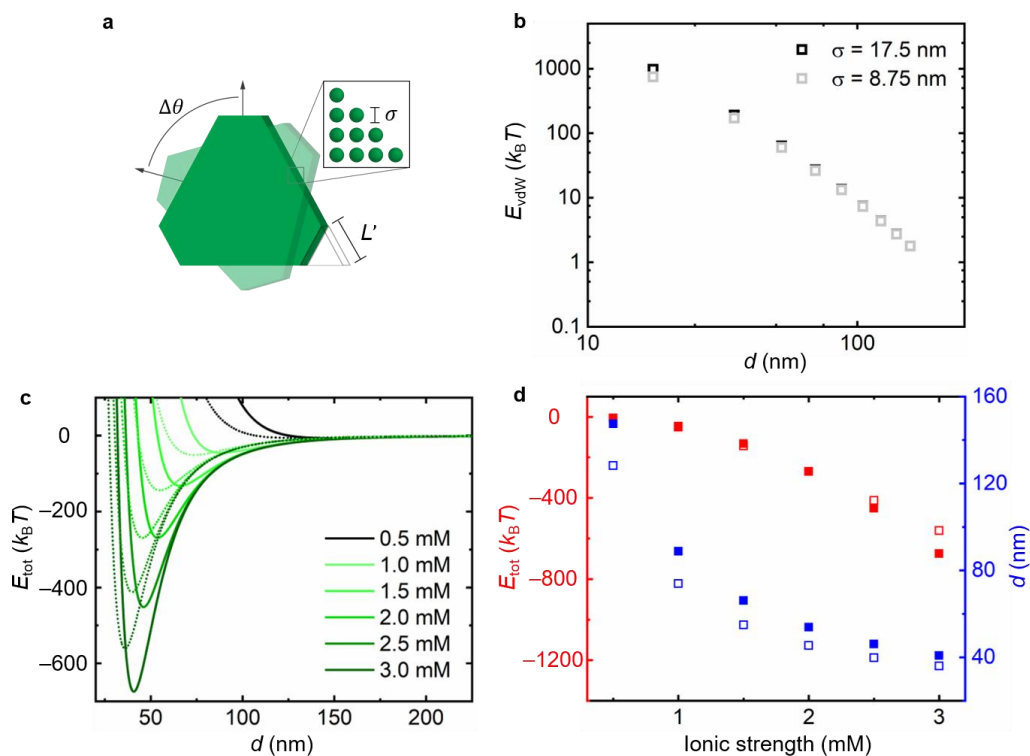 a
Δθ
σ
L’
b
σ = 17.5 nm
σ = 8.75 nm
1000
100
10
1
0.1
10
100
E_vdW (k_BT)
d (nm)
c
0
–200
–400
–600
50
100
150
200
E_tot (k_BT)
d (nm)
0.5 mM
1.0 mM
1.5 mM
2.0 mM
2.5 mM
3.0 mM
d
0
–400
–800
–1200
E_tot (k_BT)
160
120
80
40
d (nm)
1
2
3
Ionic strength (mM)